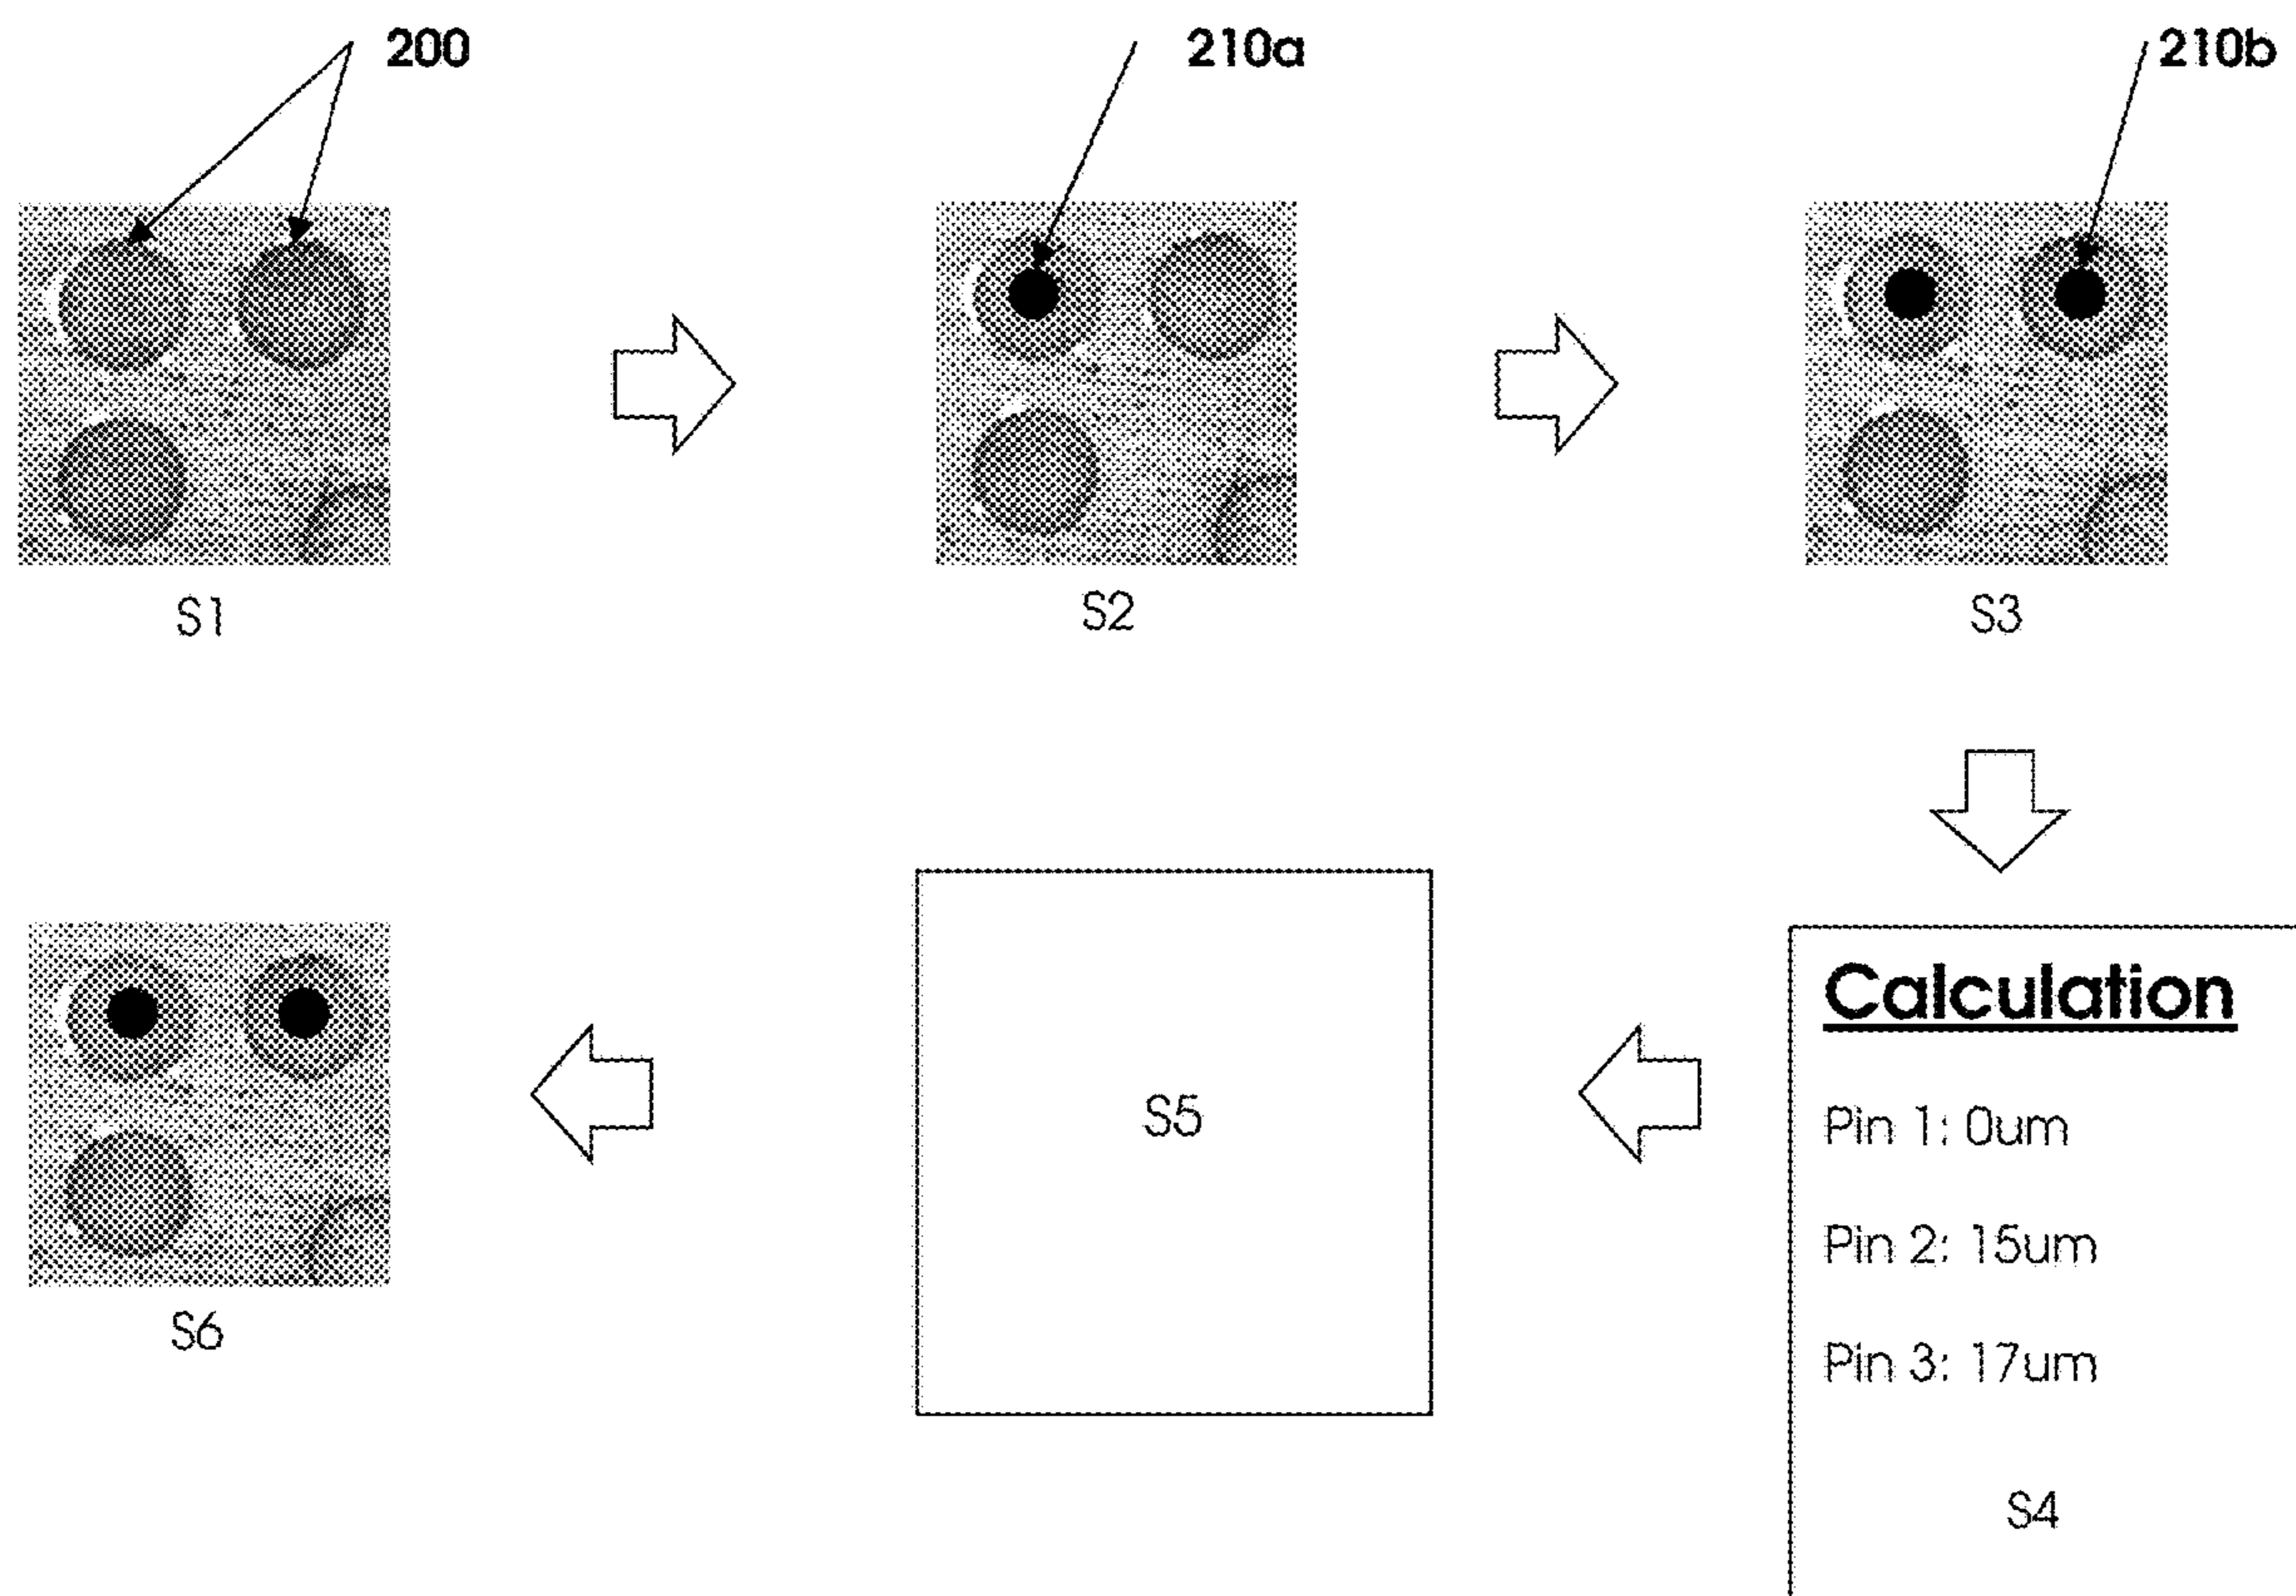 200
210a
210b
S1
S2
S3
Calculation
Pin 1: 0um
Pin 2: 15um
Pin 3: 17um
S4
S5
S6